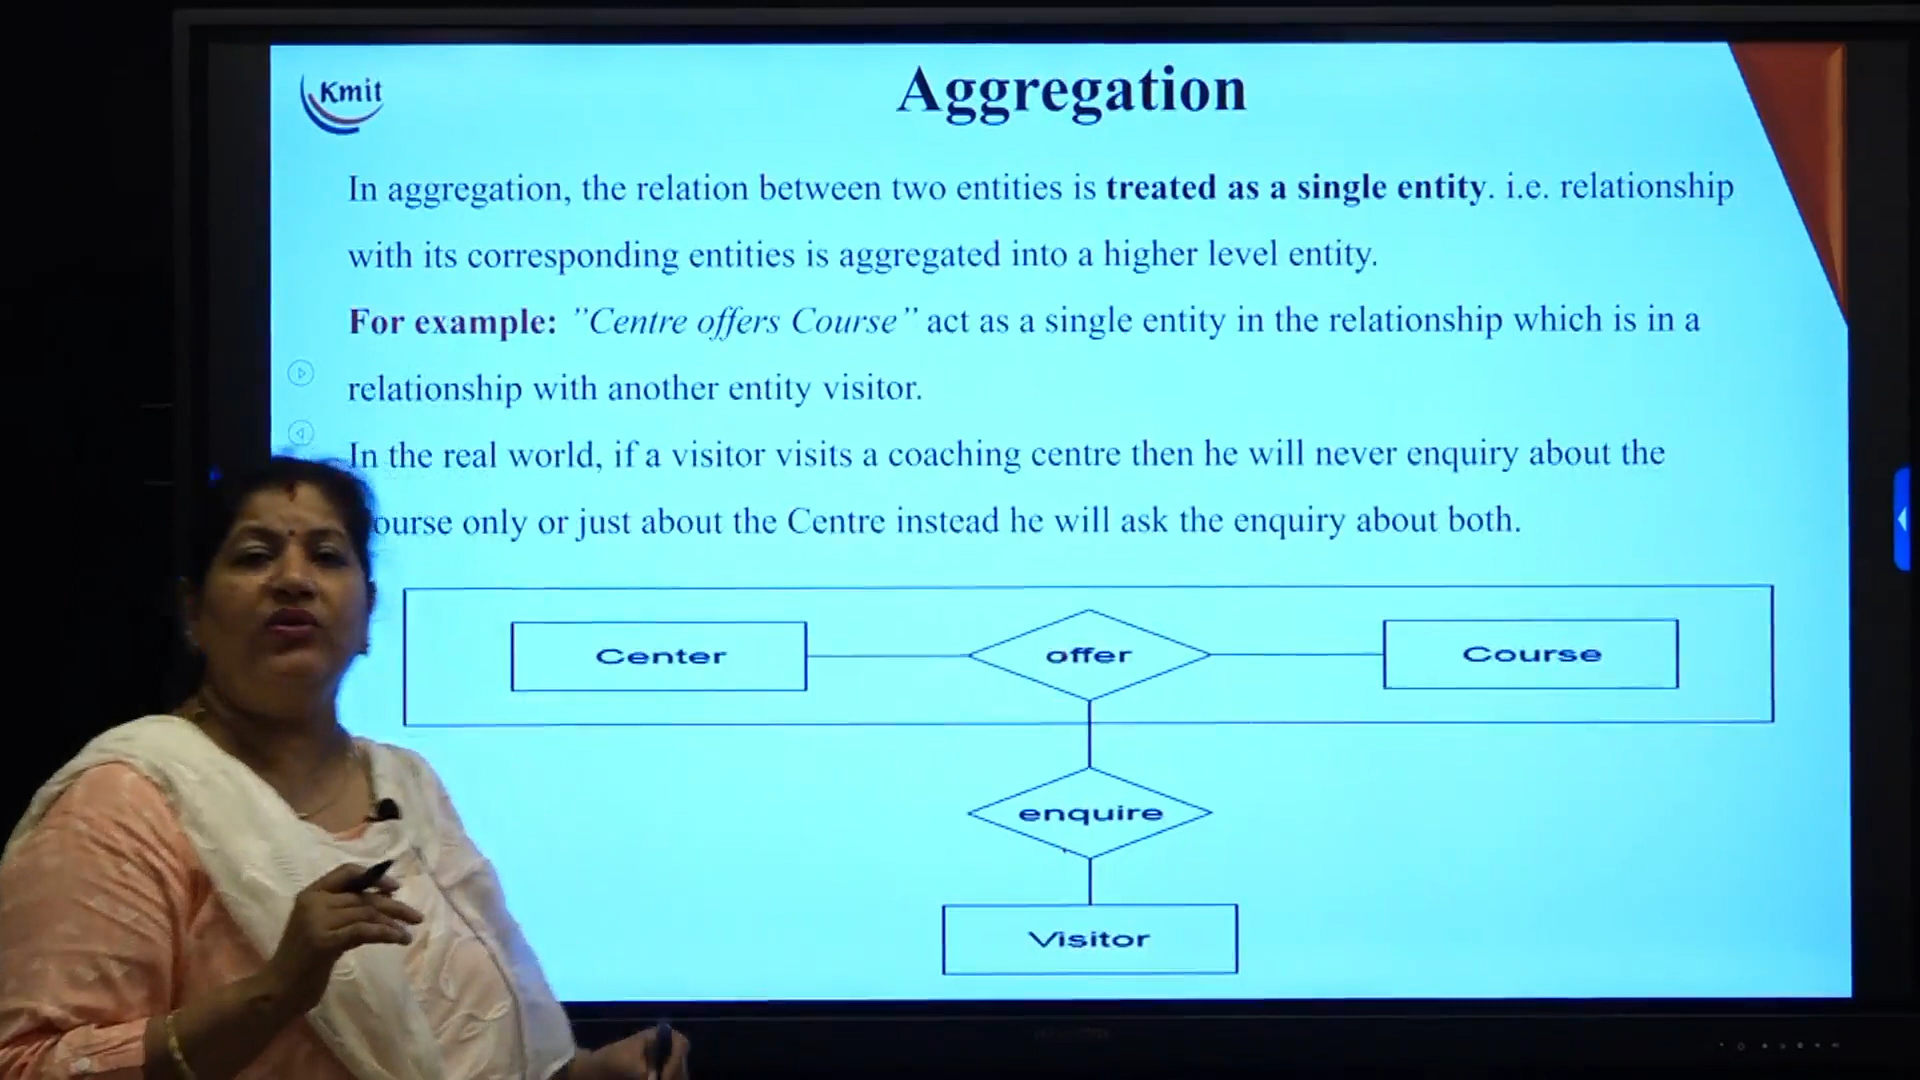 Kmit
Aggregation
In aggregation, the relation between two entities is treated as a single entity. i.e. relationship
with its corresponding entities is aggregated into a higher level entity.
For example: "Centre offers Course" act as a single entity in the relationship which is in a
relationship with another entity visitor.
In the real world, if a visitor visits a coaching centre then he will never enquiry about the
ourse only or just about the Centre instead he will ask the enquiry about both.
Center offer Course
enquire
Visitor